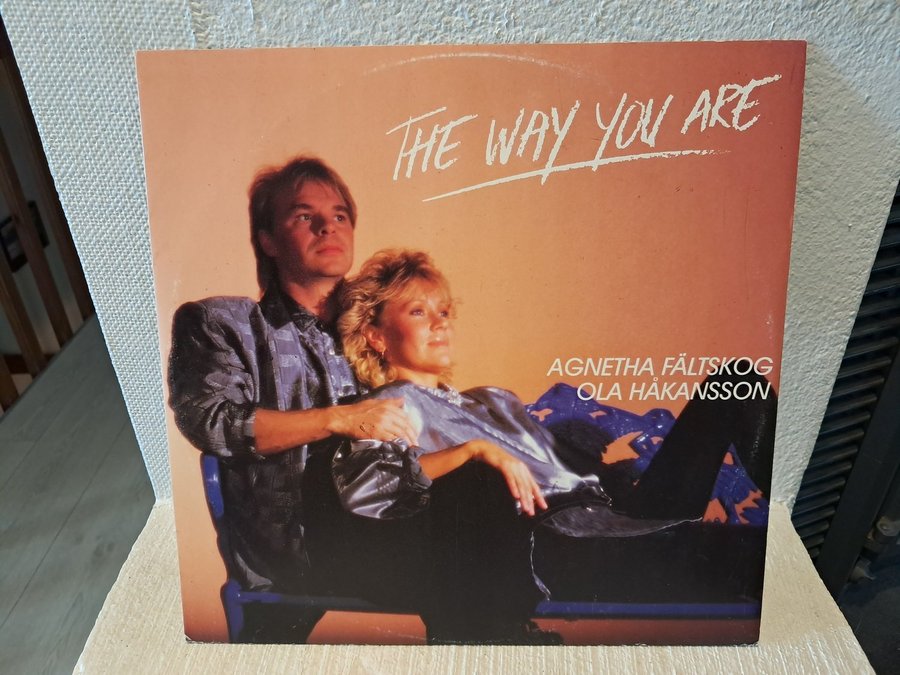 THE WAY YOU ARE
AGNETHA FÄLTSKOG
OLA HÅKANSSON